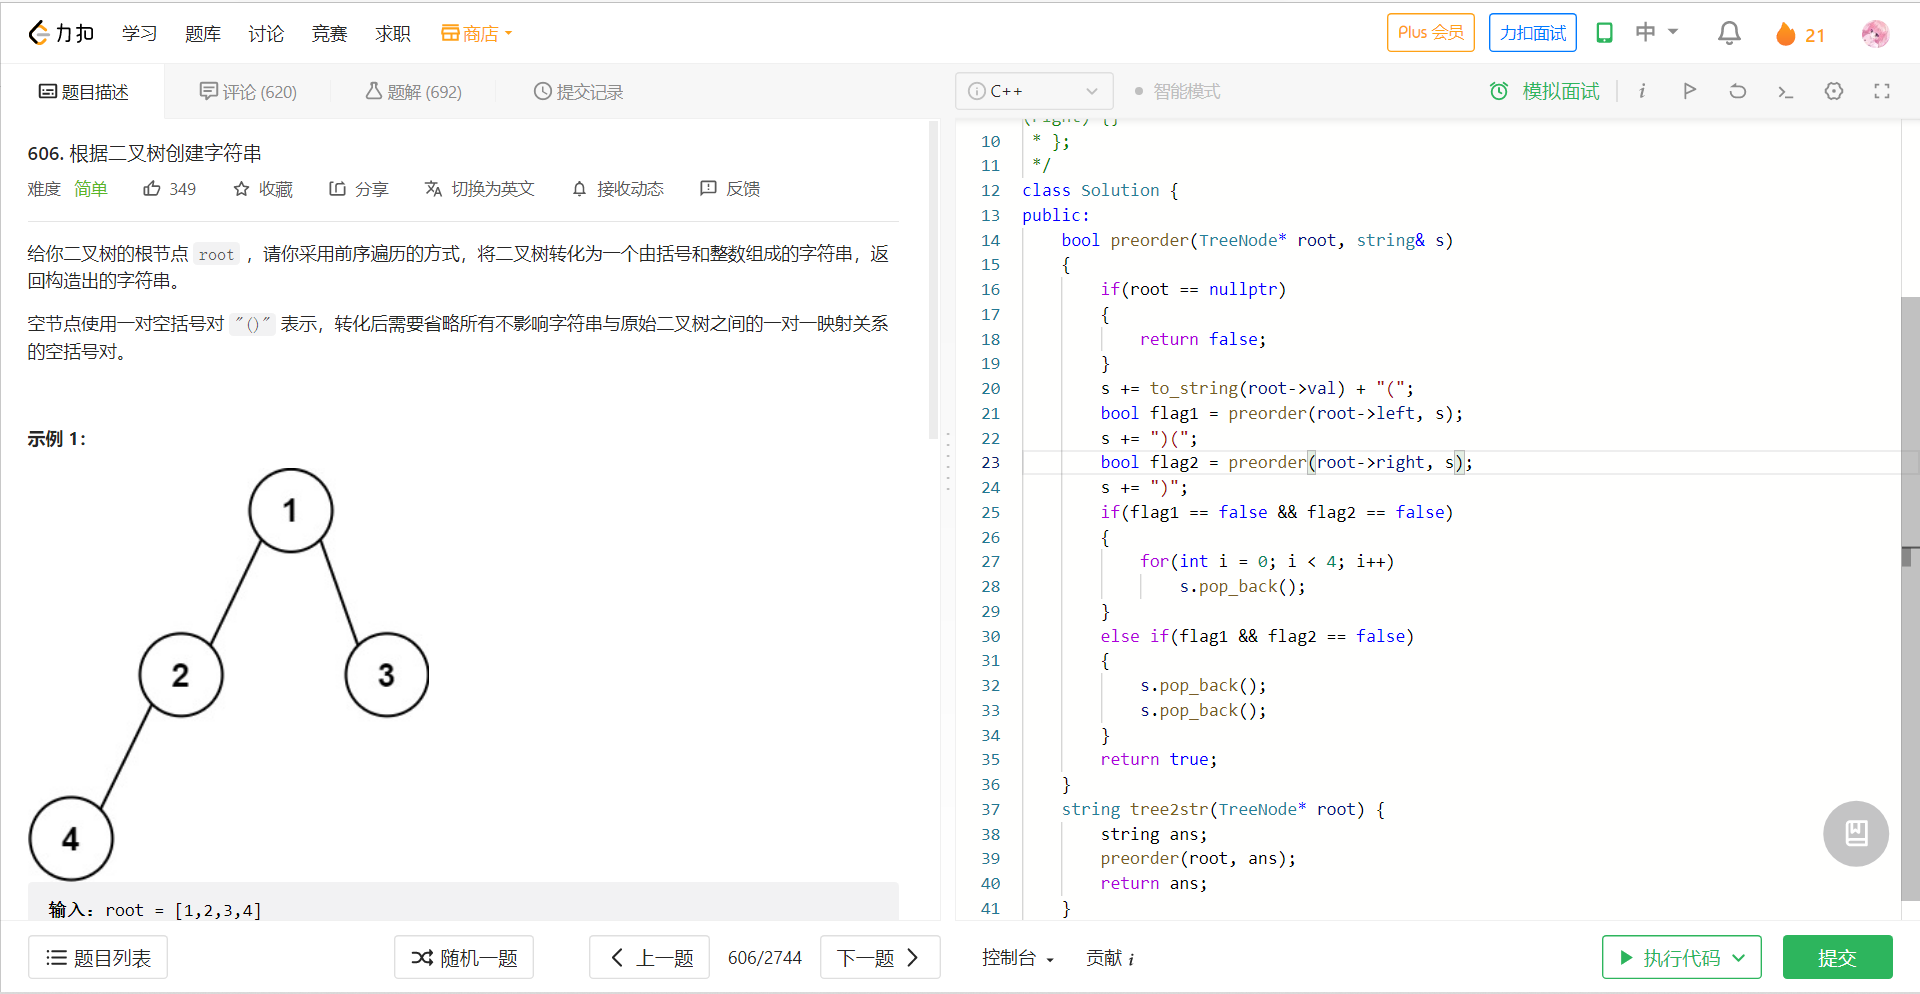 力扣 学习 题库 讨论 竞赛 求职 商店 Plus 会员 力扣面试 中 21
题目描述 评论 (620) 题解 (692) 提交记录
606. 根据二叉树创建字符串
难度 简单 349 收藏 分享 切换为英文 接收动态 反馈
给你二叉树的根节点 root ，请你采用前序遍历的方式，将二叉树转化为一个由括号和整数组成的字符串，返
回构造出的字符串。
空节点使用一对空括号对 "()" 表示，转化后需要省略所有不影响字符串与原始二叉树之间的一对一映射关系
的空括号对。
示例 1：
1
2 3
4
输入：root = [1,2,3,4]
题目列表 随机一题 上一题 606/2744 下一题
C++ 智能模式 模拟面试 i
(right) {}
10 * };
11 */
12 class Solution {
13 public:
14 bool preorder(TreeNode* root, string& s)
15 {
16 if(root == nullptr)
17 {
18 return false;
19 }
20 s += to_string(root->val) + "(";
21 bool flag1 = preorder(root->left, s);
22 s += ")(";
23 bool flag2 = preorder(root->right, s);
24 s += ")";
25 if(flag1 == false && flag2 == false)
26 {
27 for(int i = 0; i < 4; i++)
28 s.pop_back();
29 }
30 else if(flag1 && flag2 == false)
31 {
32 s.pop_back();
33 s.pop_back();
34 }
35 return true;
36 }
37 string tree2str(TreeNode* root) {
38 string ans;
39 preorder(root, ans);
40 return ans;
41 }
控制台 贡献 i 执行代码 提交